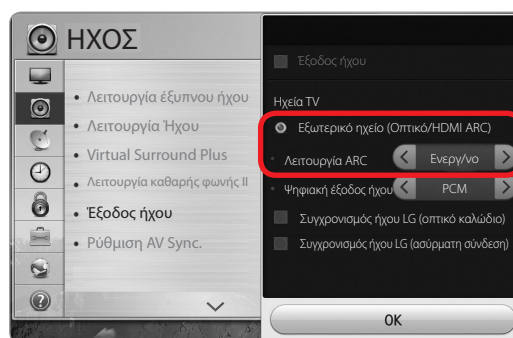 ΗΧΟΣ
• Λειτουργία έξυπνου ήχου
• Λειτουργία Ήχου
• Virtual Surround Plus
• Λειτουργία καθαρής φωνής II
• Έξοδος ήχου
• Ρύθμιση AV Sync.
Έξοδος ήχου
Ηχεία TV
Εξωτερικό ηχείο (Οπτικό/HDMI ARC)
• Λειτουργία ARC < Ενεργ/νο >
• Ψηφιακή έξοδος ήχου < PCM >
Συγχρονισμός ήχου LG (οπτικό καλώδιο)
Συγχρονισμός ήχου LG (ασύρματη σύνδεση)
OK